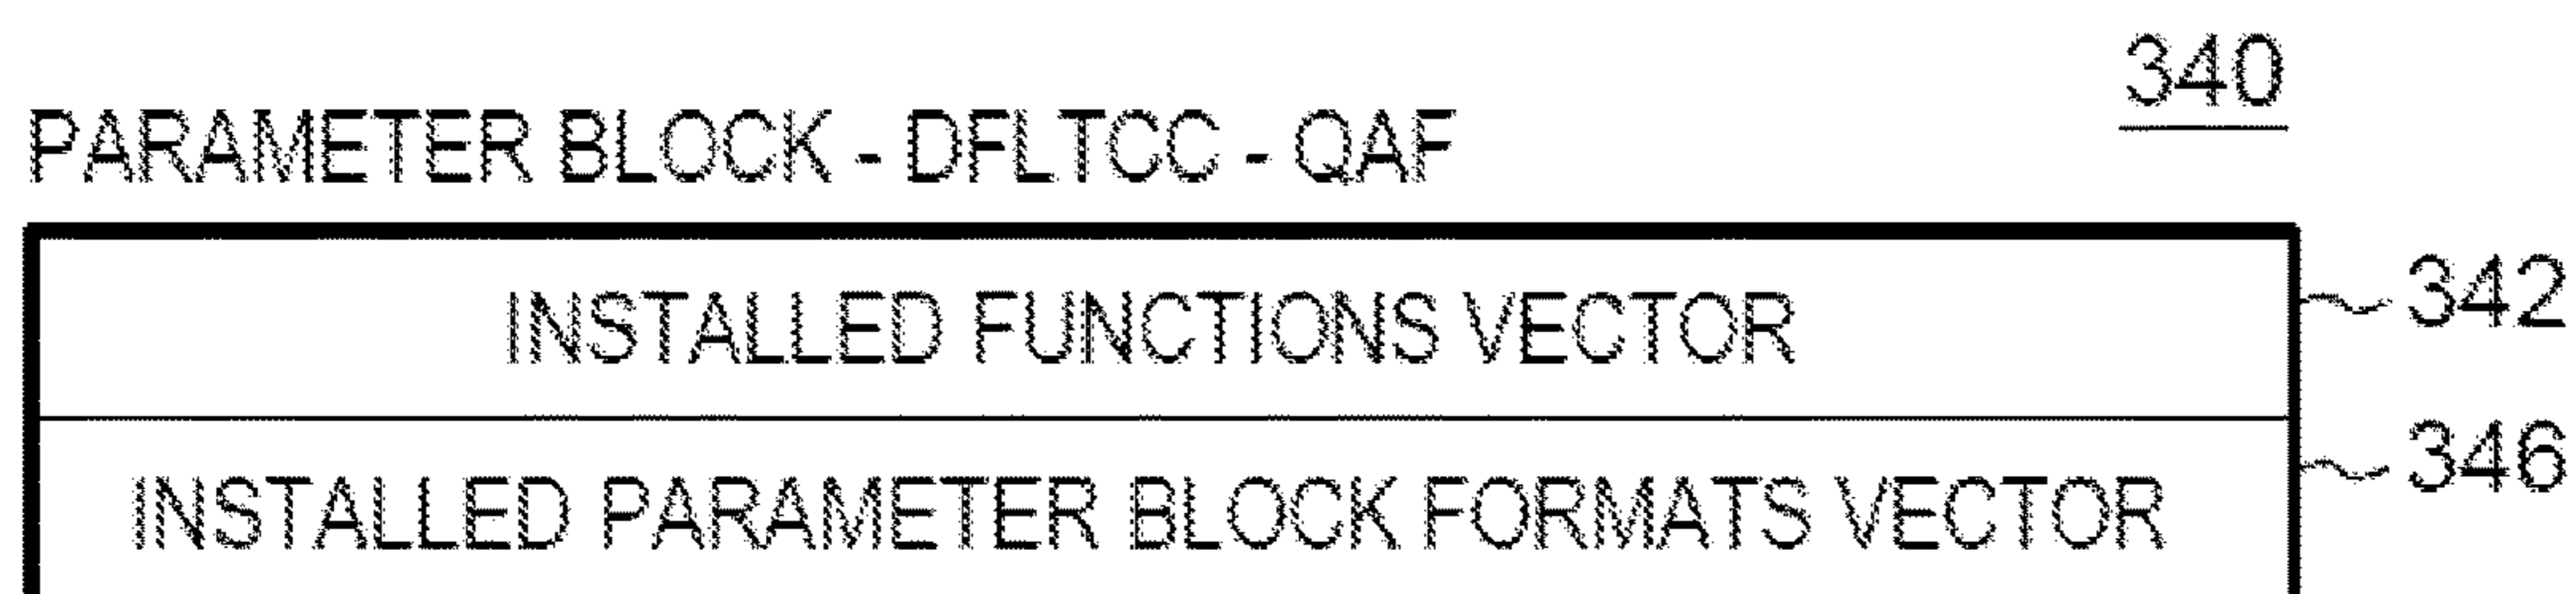 340
PARAMETER BLOCK - DFLTCC - QAF
INSTALLED FUNCTIONS VECTOR 342
INSTALLED PARAMETER BLOCK FORMATS VECTOR 346